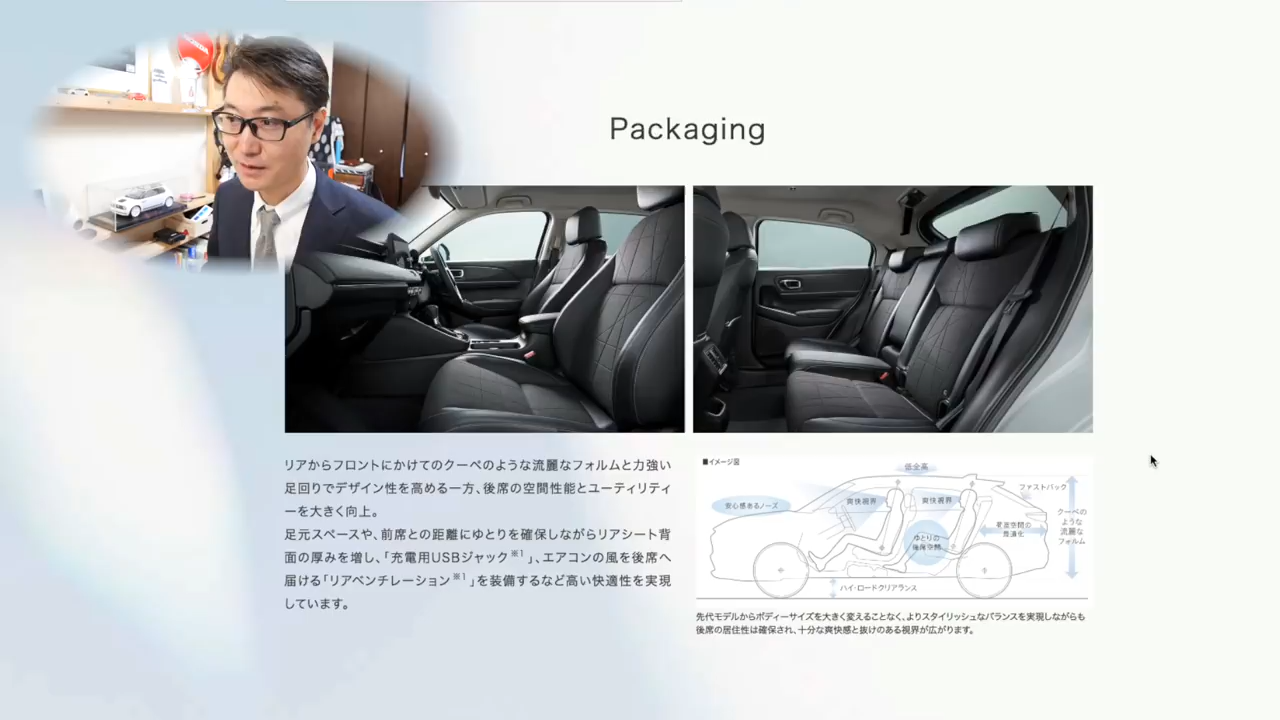 HONDA
Packaging
リアからフロントにかけてのクーペのような流麗なフォルムと力強い
足回りでデザイン性を高める一方、後席の空間性能とユーティリティ
ーを大きく向上。
足元スペースや、前席との距離にゆとりを確保しながらリアシート背
面の厚みを増し、「充電用USBジャック※1」、エアコンの風を後席へ
届ける「リアベンチレーション※1」を装備するなど高い快適性を実現
しています。
■イメージ図
低全高
ファストバック
安心感あるノーズ
爽快視界
爽快視界
クーペの
ような
流麗な
フォルム
荷室空間の
最適化
ゆとりの
後席空間
ハイ・ロードクリアランス
先代モデルからボディーサイズを大きく変えることなく、よりスタイリッシュなバランスを実現しながらも
後席の居住性は確保され、十分な爽快感と抜けのある視界が広がります。